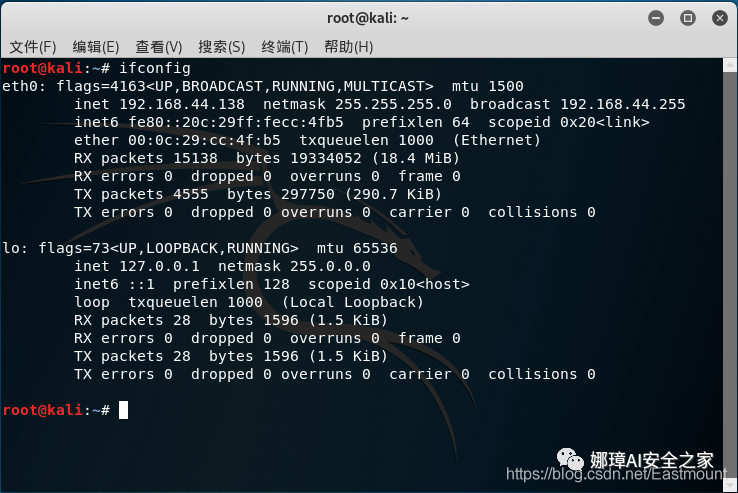 root@kali: ~
文件(F) 编辑(E) 查看(V) 搜索(S) 终端(T) 帮助(H)
root@kali:~# ifconfig
eth0: flags=4163<UP,BROADCAST,RUNNING,MULTICAST>  mtu 1500
        inet 192.168.44.138  netmask 255.255.255.0  broadcast 192.168.44.255
        inet6 fe80::20c:29ff:fecc:4fb5  prefixlen 64  scopeid 0x20<link>
        ether 00:0c:29:cc:4f:b5  txqueuelen 1000  (Ethernet)
        RX packets 15138  bytes 19334052 (18.4 MiB)
        RX errors 0  dropped 0  overruns 0  frame 0
        TX packets 4555  bytes 297750 (290.7 KiB)
        TX errors 0  dropped 0 overruns 0  carrier 0  collisions 0
lo: flags=73<UP,LOOPBACK,RUNNING>  mtu 65536
        inet 127.0.0.1  netmask 255.0.0.0
        inet6 ::1  prefixlen 128  scopeid 0x10<host>
        loop  txqueuelen 1000  (Local Loopback)
        RX packets 28  bytes 1596 (1.5 KiB)
        RX errors 0  dropped 0  overruns 0  frame 0
        TX packets 28  bytes 1596 (1.5 KiB)
        TX errors 0  dropped 0 overruns 0  carrier 0  collisions 0
root@kali:~#
娜璋AI安全之家
https://blog.csdn.net/Eastmount